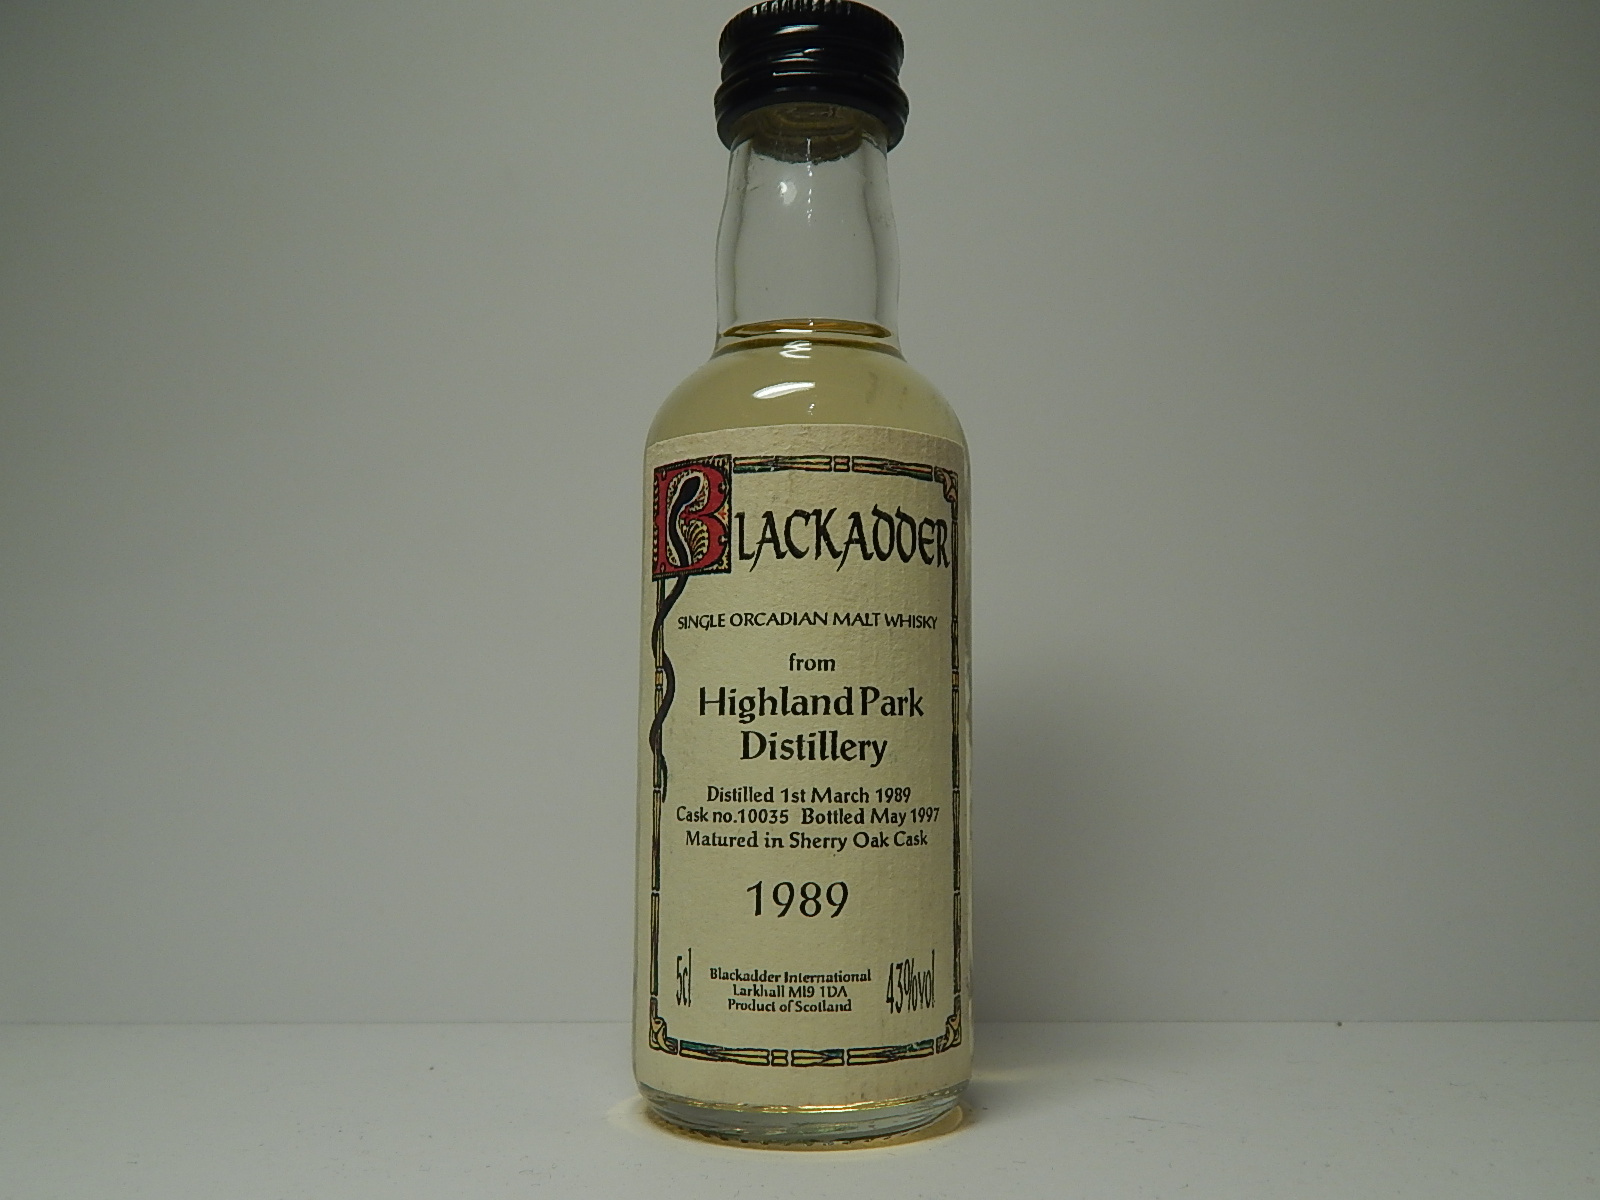 BLACKADDER
SINGLE ORCADIAN MALT WHISKY
from
Highland Park
Distillery
Distilled 1st March 1989
Cask no.10035 Bottled May 1997
Matured in Sherry Oak Cask
1989
5cl
Blackadder International
Larkhall Ml9 1DA
Product of Scotland
43%vol